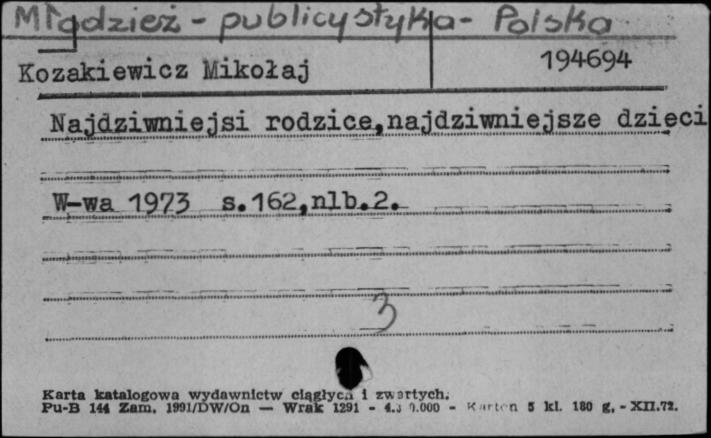 Młodzież - publicystyka - Polska
Kozakiewicz Mikołaj 194694
Najdziwniejsi rodzice,najdziwniejsze dzieci
W-wa 1973 s.162,nlb.2.
3
Karta katalogowa wydawnictw ciągłych i zwartych.
Pu-B 144 Zam. 1991/DW/On — Wrak 1291 - - Karton 5 kl. 180 g. - XII.72.